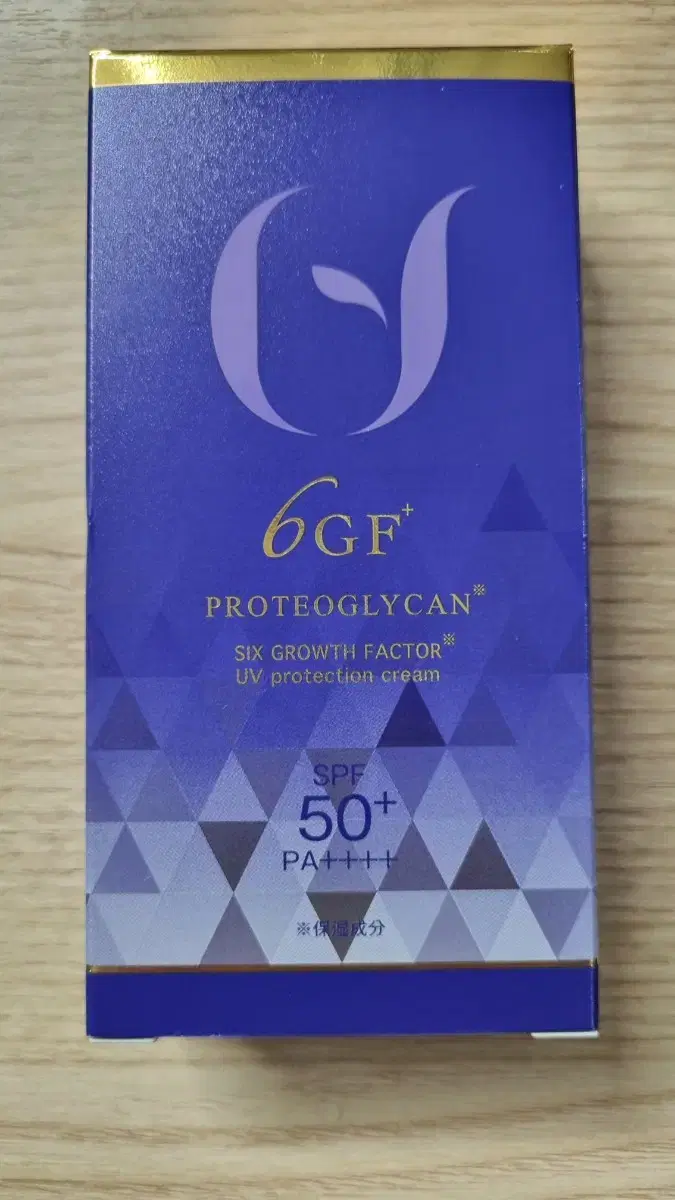 6GF+
PROTEOGLYCAN※
SIX GROWTH FACTOR※
UV protection cream
SPF
50+
PA++++
※保湿成分